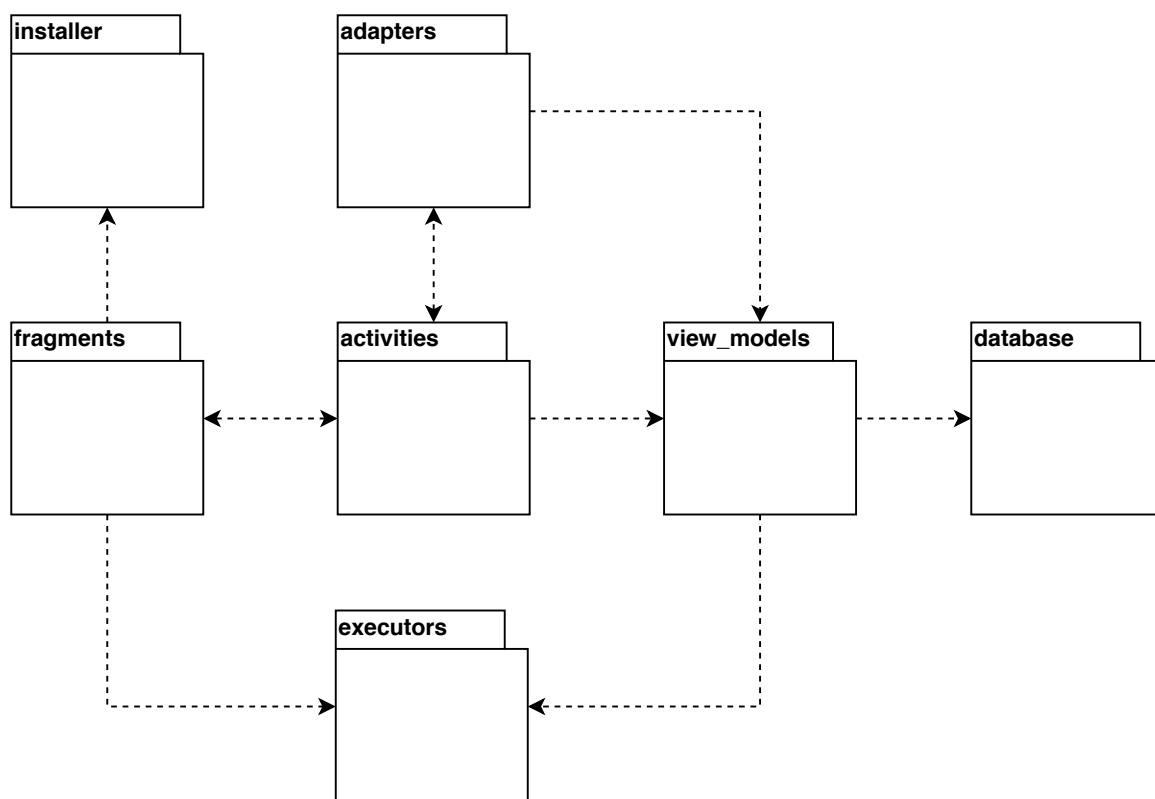 installer
adapters
fragments
activities
view_models
database
executors